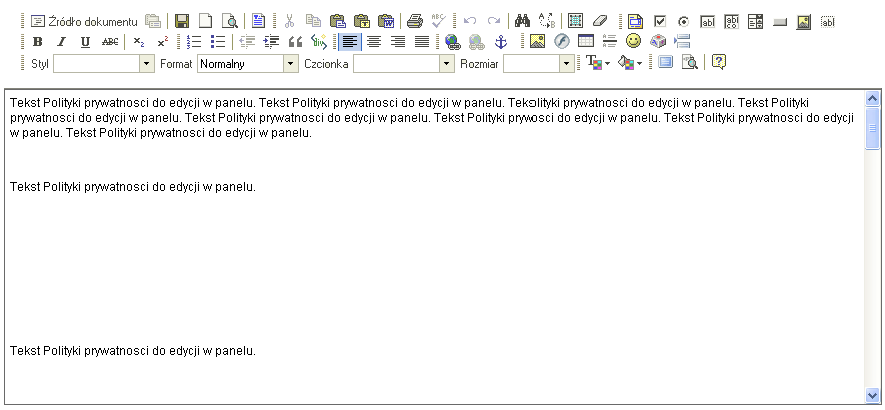 Źródło dokumentu
B I U ABC x₂ x²
Styl Format Normalny Czcionka Rozmiar
Tekst Polityki prywatnosci do edycji w panelu. Tekst Polityki prywatnosci do edycji w panelu. Teksolityki prywatnosci do edycji w panelu. Tekst Polityki
prywatnosci do edycji w panelu. Tekst Polityki prywatnosci do edycji w panelu. Tekst Polityki prywosci do edycji w panelu. Tekst Polityki prywatnosci do edycji
w panelu. Tekst Polityki prywatnosci do edycji w panelu.
Tekst Polityki prywatnosci do edycji w panelu.
Tekst Polityki prywatnosci do edycji w panelu.